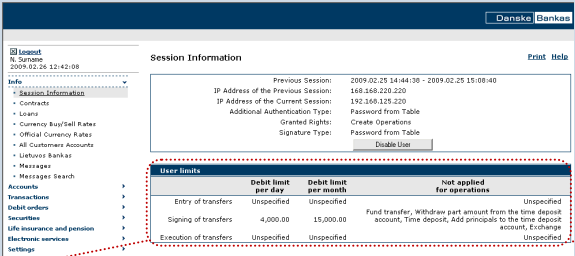 Danske Bankas
Logout
N. Surname
2009.02.26 12:42:08
Info
Session Information
Contracts
Loans
Currency Buy/Sell Rates
Official Currency Rates
All Customers Accounts
Lietuvos Bankas
Messages
Messages Search
Accounts
Transactions
Debit orders
Securities
Life insurance and pension
Electronic services
Settings
Session Information
Print Help
Previous Session: 2009.02.25 14:44:38 - 2009.02.25 15:08:40
IP Address of the Previous Session: 168.168.220.220
IP Address of the Current Session: 192.168.125.220
Additional Authentication Type: Password from Table
Granted Rights: Create Operations
Signature Type: Password from Table
Disable User
User limits
Debit limit per day Debit limit per month Not applied for operations
Entry of transfers Unspecified Unspecified Unspecified
Signing of transfers 4,000.00 15,000.00 Fund transfer, Withdraw part amount from the time deposit
account, Time deposit, Add principals to the time deposit
account, Exchange
Execution of transfers Unspecified Unspecified Unspecified